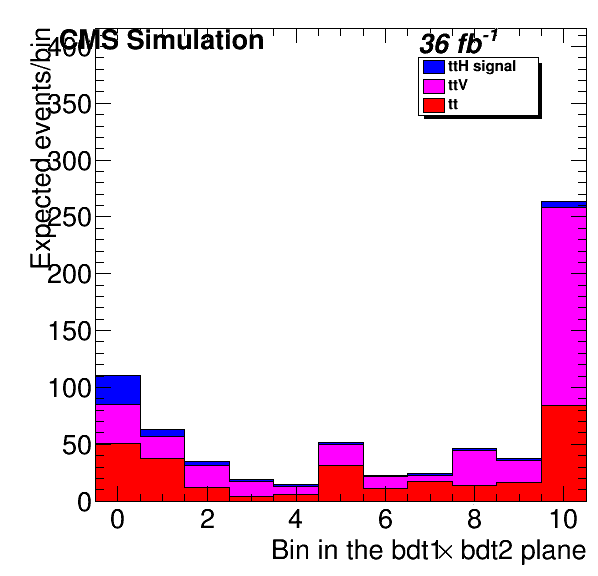 CMS Simulation
36 fb-1
ttH signal
ttV
tt
Expected events/bin
400
350
300
250
200
150
100
50
0
0 2 4 6 8 10
Bin in the bdt1× bdt2 plane